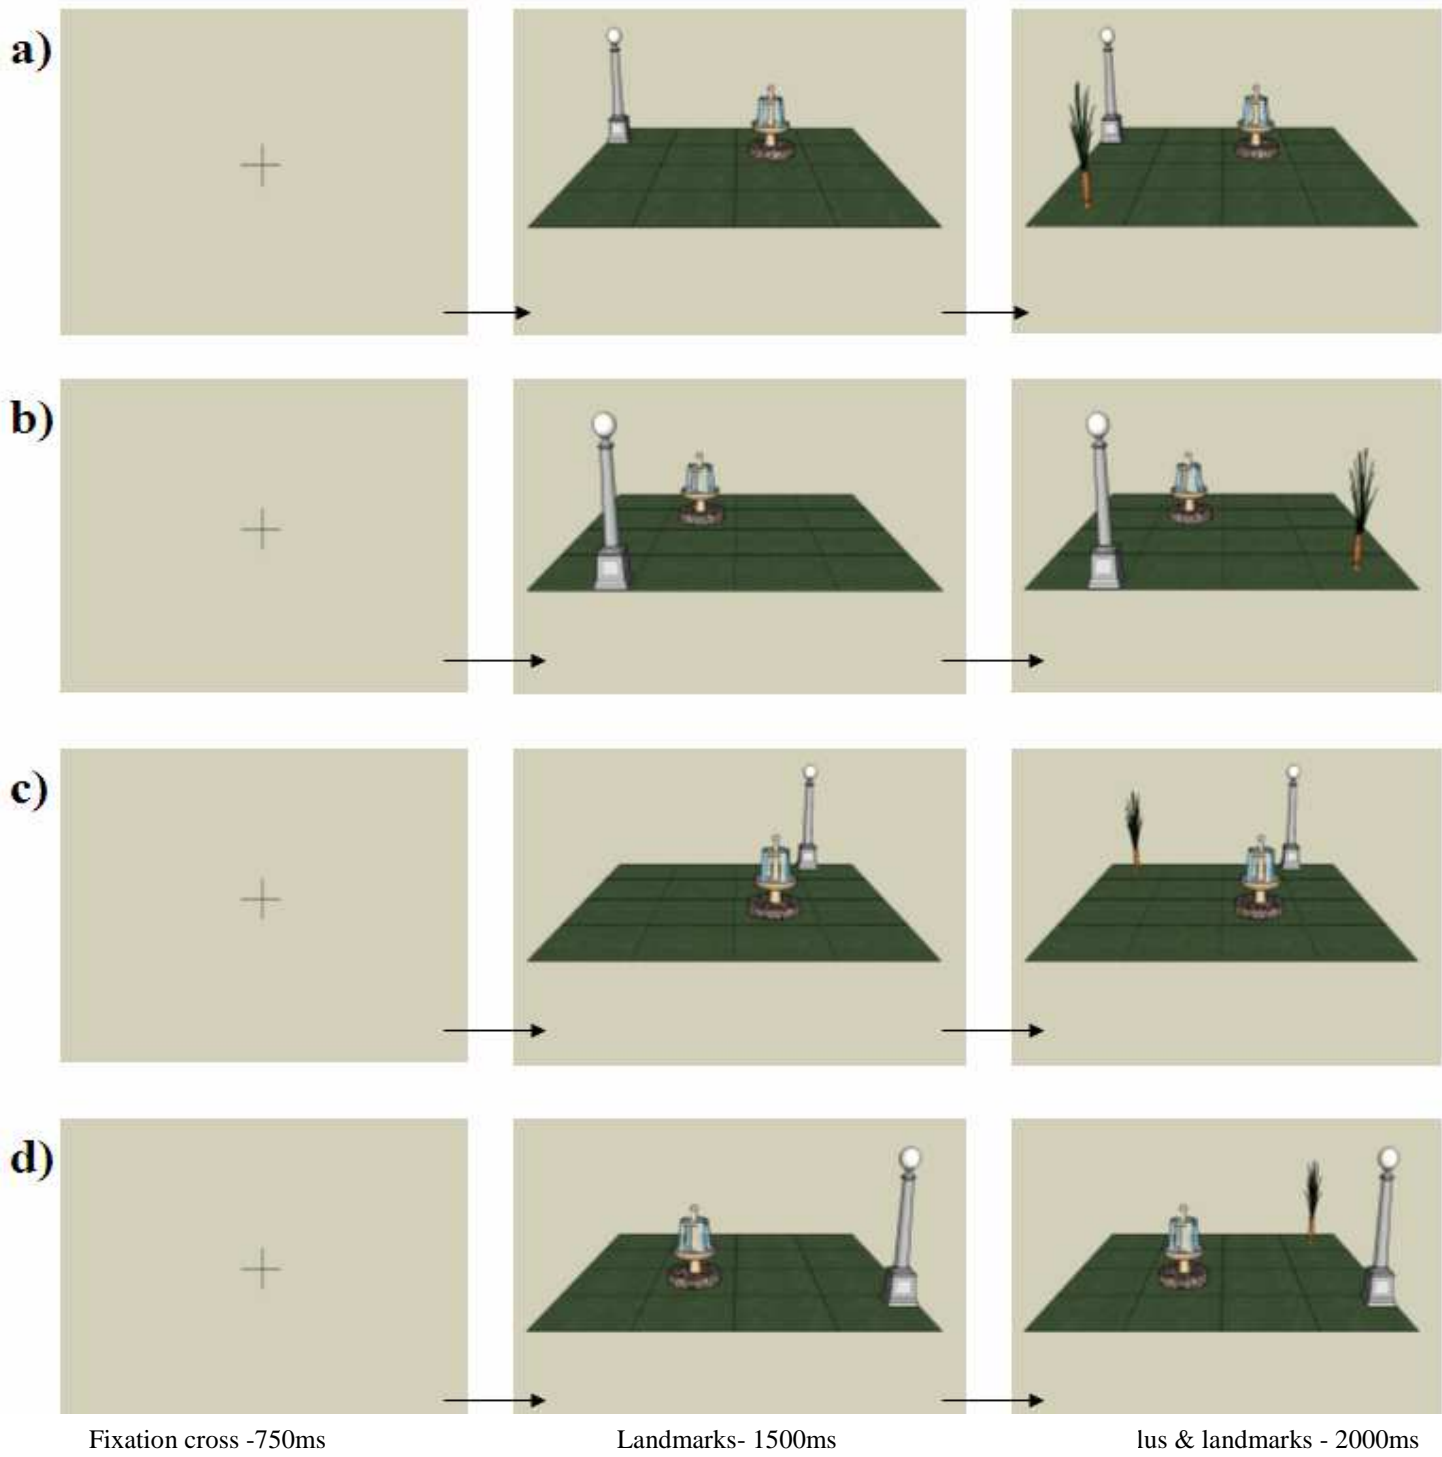 a)
b)
c)
d)
Fixation cross -750ms
Landmarks- 1500ms
lus & landmarks - 2000ms